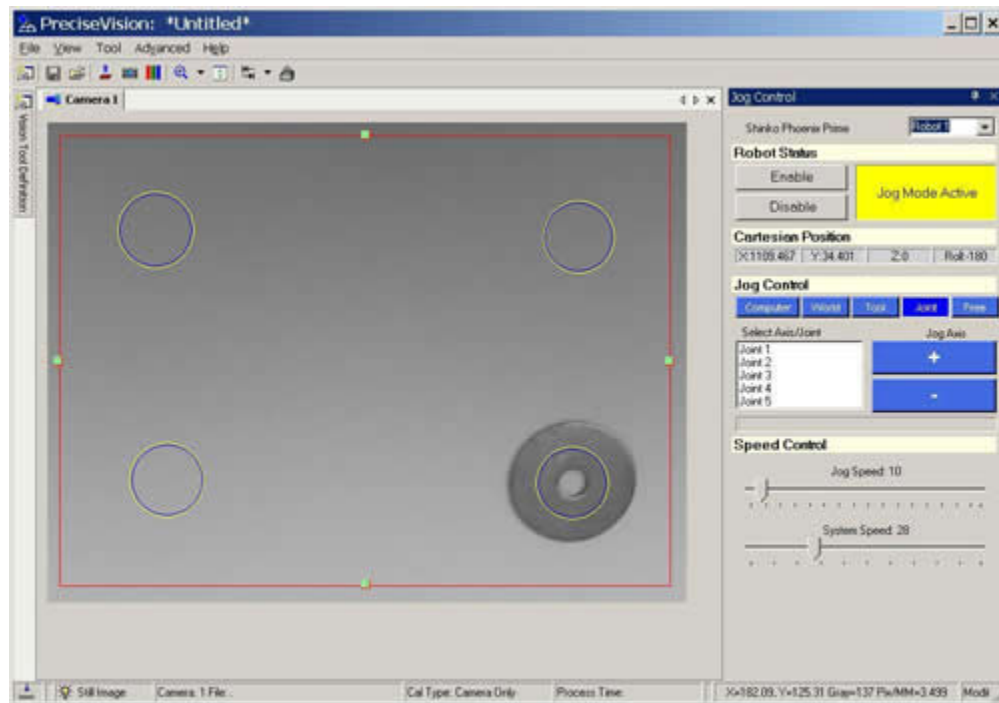 PreciseVision: *Untitled*
File View Tool Advanced Help
Camera 1
Jog Control
Vision Tool Definition
Shinko Phoenix Prime Robot 1
Robot Status
Enable
Disable
Jog Mode Active
Cartesian Position
X:1109.467 Y:34.401 Z:0 Roll:-180
Jog Control
Computer World Tool Joint Free
Select Axis/Joint Jog Axis
Joint 1
Joint 2
Joint 3
Joint 4
Joint 5
+
-
Speed Control
Jog Speed: 10
System Speed: 28
Still Image Camera: 1 File: Cal Type: Camera Only Process Time: X=182.09, Y=125.31 Gray=137 Pix/MM=3.499 Modi